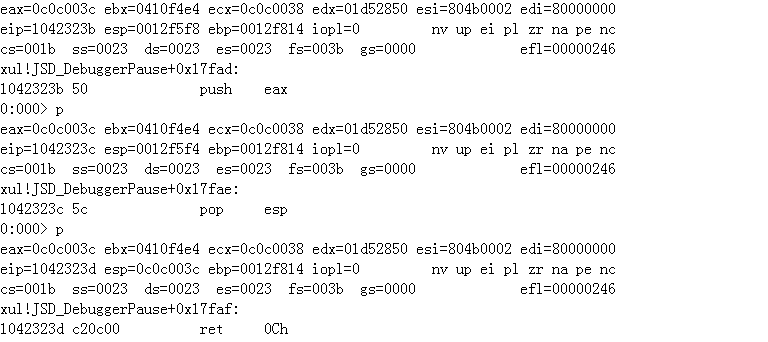 eax=0c0c003c ebx=0410f4e4 ecx=0c0c0038 edx=01d52850 esi=804b0002 edi=80000000
eip=1042323b esp=0012f5f8 ebp=0012f814 iopl=0         nv up ei pl zr na pe nc
cs=001b  ss=0023  ds=0023  es=0023  fs=003b  gs=0000             efl=00000246
xul!JSD_DebuggerPause+0x17fad:
1042323b 50              push    eax
0:000> p
eax=0c0c003c ebx=0410f4e4 ecx=0c0c0038 edx=01d52850 esi=804b0002 edi=80000000
eip=1042323c esp=0012f5f4 ebp=0012f814 iopl=0         nv up ei pl zr na pe nc
cs=001b  ss=0023  ds=0023  es=0023  fs=003b  gs=0000             efl=00000246
xul!JSD_DebuggerPause+0x17fae:
1042323c 5c              pop     esp
0:000> p
eax=0c0c003c ebx=0410f4e4 ecx=0c0c0038 edx=01d52850 esi=804b0002 edi=80000000
eip=1042323d esp=0c0c003c ebp=0012f814 iopl=0         nv up ei pl zr na pe nc
cs=001b  ss=0023  ds=0023  es=0023  fs=003b  gs=0000             efl=00000246
xul!JSD_DebuggerPause+0x17faf:
1042323d c20c00          ret     0Ch